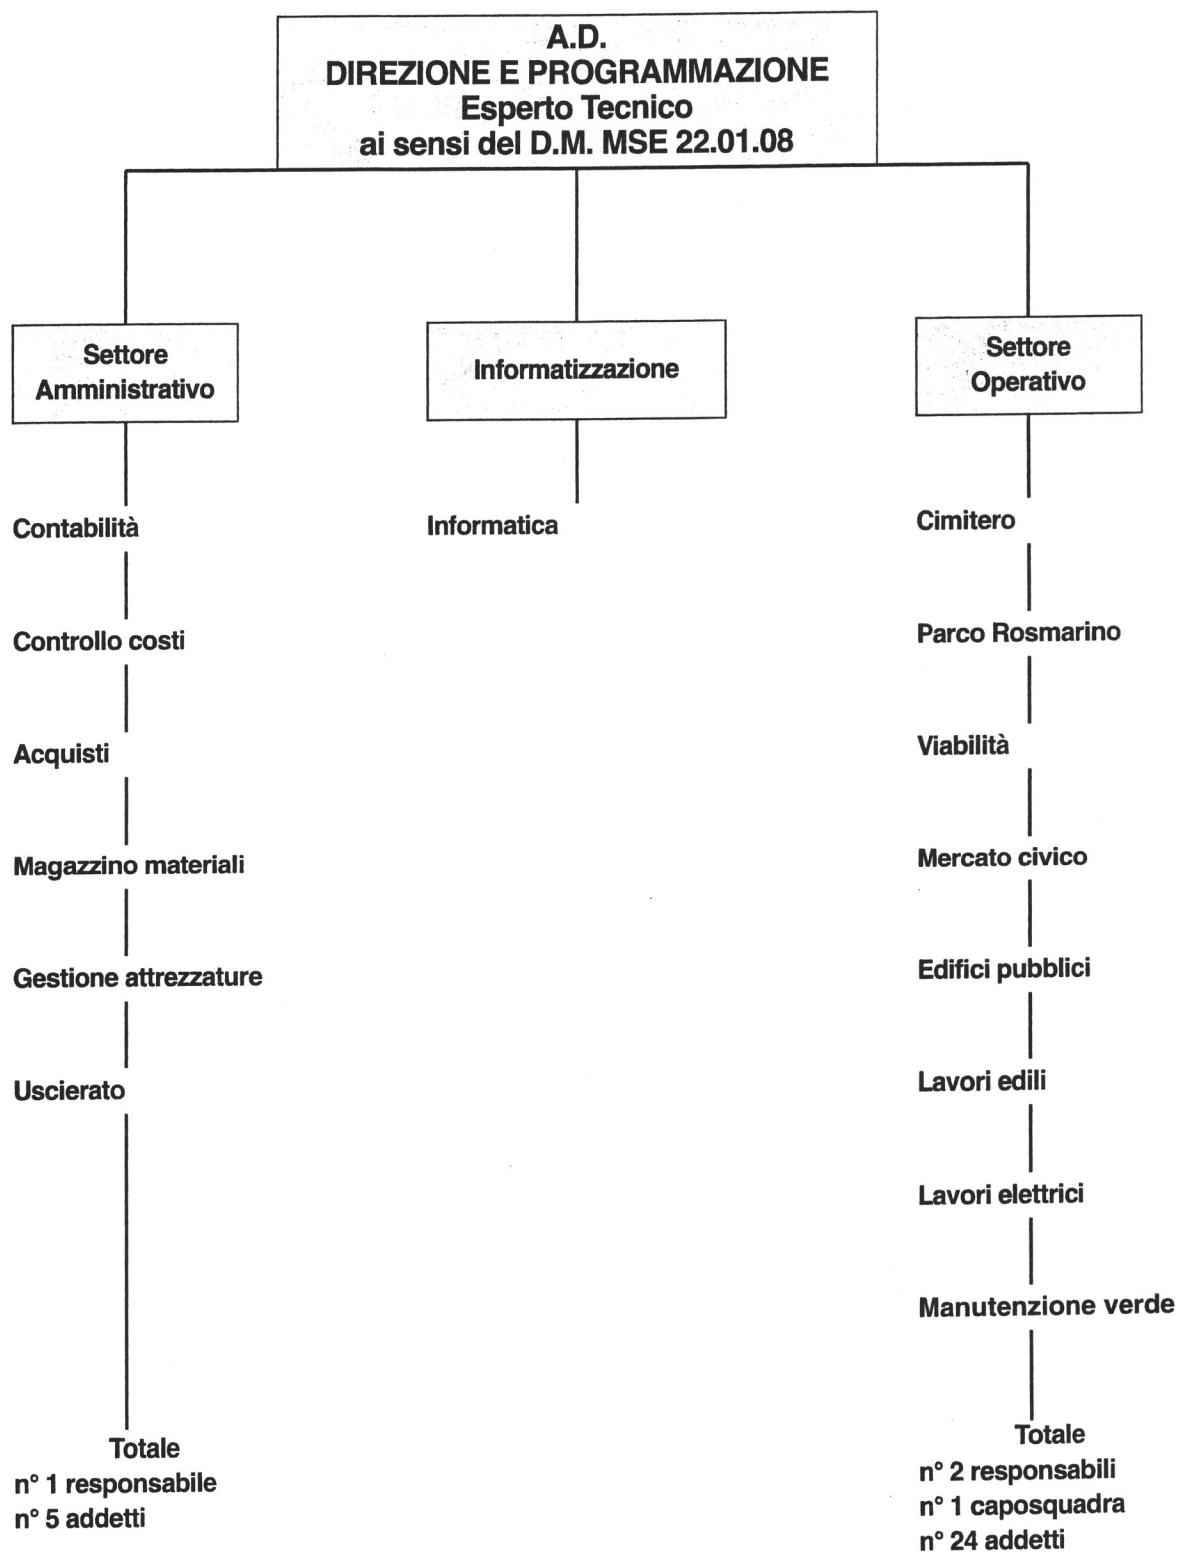 A.D.
DIREZIONE E PROGRAMMAZIONE
Esperto Tecnico
ai sensi del D.M. MSE 22.01.08
Settore
Amministrativo
Informatizzazione
Settore
Operativo
Contabilità
Controllo costi
Acquisti
Magazzino materiali
Gestione attrezzature
Uscierato
Totale
n° 1 responsabile
n° 5 addetti
Informatica
Cimitero
Parco Rosmarino
Viabilità
Mercato civico
Edifici pubblici
Lavori edili
Lavori elettrici
Manutenzione verde
Totale
n° 2 responsabili
n° 1 caposquadra
n° 24 addetti